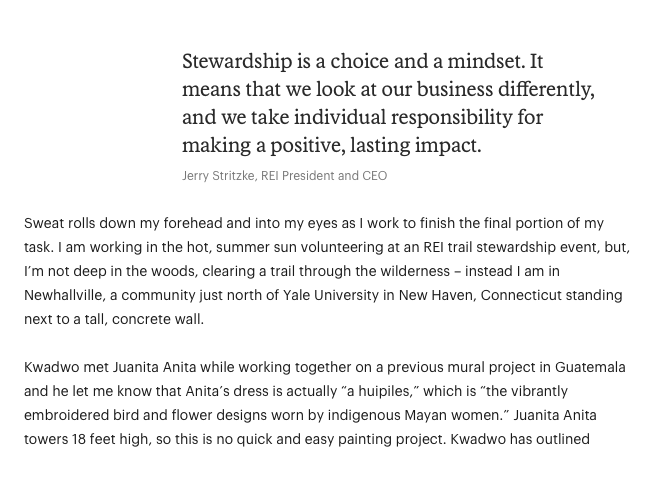 Stewardship is a choice and a mindset. It
means that we look at our business differently,
and we take individual responsibility for
making a positive, lasting impact.
Jerry Stritzke, REI President and CEO
Sweat rolls down my forehead and into my eyes as I work to finish the final portion of my
task. I am working in the hot, summer sun volunteering at an REI trail stewardship event, but,
I’m not deep in the woods, clearing a trail through the wilderness – instead I am in
Newhallville, a community just north of Yale University in New Haven, Connecticut standing
next to a tall, concrete wall.
Kwadwo met Juanita Anita while working together on a previous mural project in Guatemala
and he let me know that Anita’s dress is actually “a huipiles,” which is “the vibrantly
embroidered bird and flower designs worn by indigenous Mayan women.” Juanita Anita
towers 18 feet high, so this is no quick and easy painting project. Kwadwo has outlined